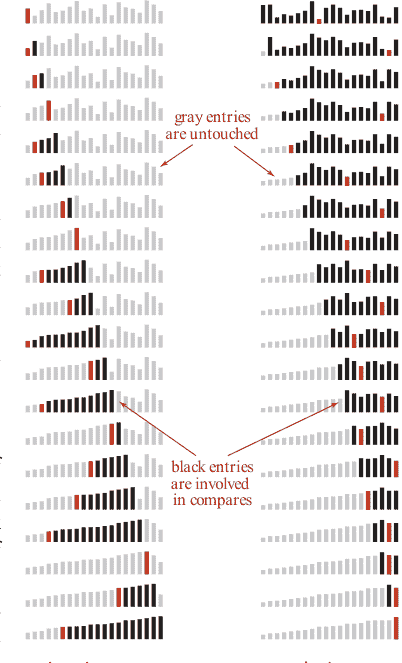 gray entries
are untouched
black entries
are involved
in compares